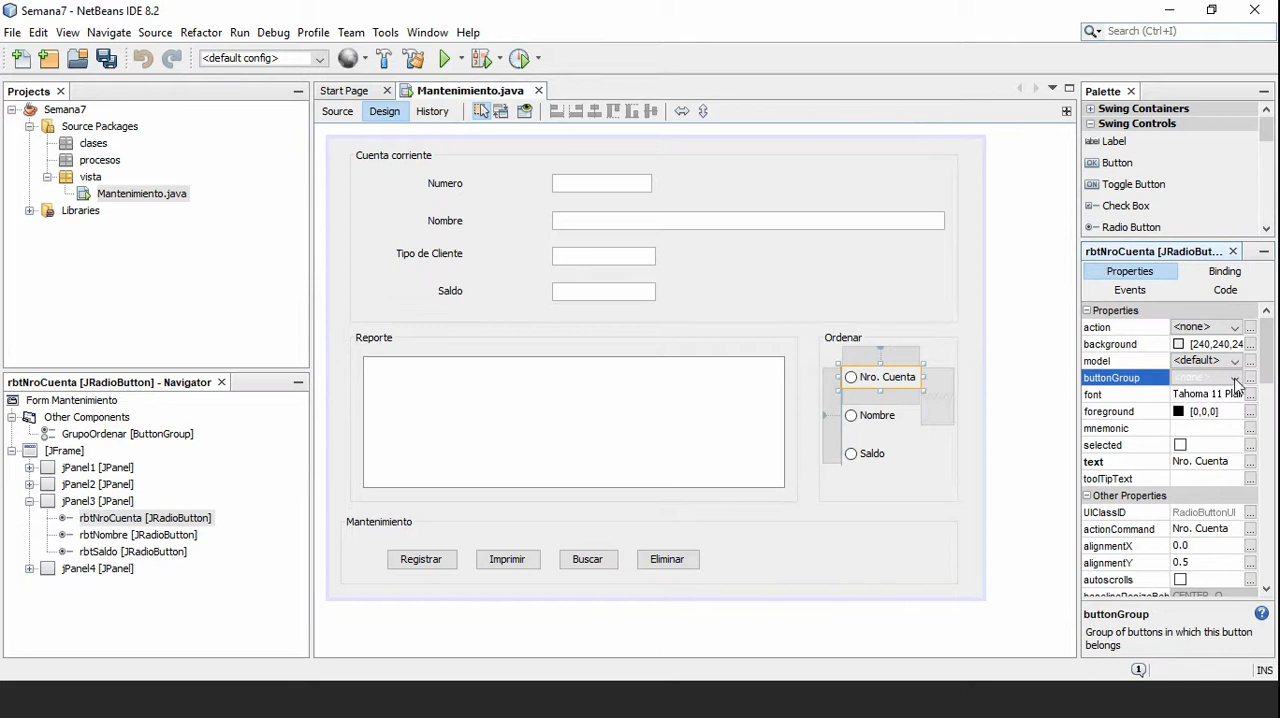 Semana7 - NetBeans IDE 8.2
File Edit View Navigate Source Refactor Run Debug Profile Team Tools Window Help
Search (Ctrl+I)
<default config>
Projects
Semana7
Source Packages
clases
procesos
vista
Mantenimiento.java
Libraries
rbtNroCuenta [JRadioButton] - Navigator
Form Mantenimiento
Other Components
GrupoOrdenar [ButtonGroup]
[JFrame]
jPanel1 [JPanel]
jPanel2 [JPanel]
jPanel3 [JPanel]
rbtNroCuenta [JRadioButton]
rbtNombre [JRadioButton]
rbtSaldo [JRadioButton]
jPanel4 [JPanel]
Start Page Mantenimiento.java
Source Design History
Cuenta corriente
Numero
Nombre
Tipo de Cliente
Saldo
Reporte
Ordenar
Nro. Cuenta
Nombre
Saldo
Mantenimiento
Registrar Imprimir Buscar Eliminar
Palette
Swing Containers
Swing Controls
label Label
OK Button
ON Toggle Button
Check Box
Radio Button
rbtNroCuenta [JRadioBut...
Properties Binding
Events Code
Properties
action <none> ...
background [240,240,24 ...
model <default> ...
buttonGroup <none> ...
font Tahoma 11 Plain ...
foreground [0,0,0] ...
mnemonic ...
selected ...
text Nro. Cuenta ...
toolTipText ...
Other Properties
UIClassID RadioButtonUI ...
actionCommand Nro. Cuenta ...
alignmentX 0.0 ...
alignmentY 0.5 ...
autoscrolls ...
buttonGroup
Group of buttons in which this button
belongs
1 INS